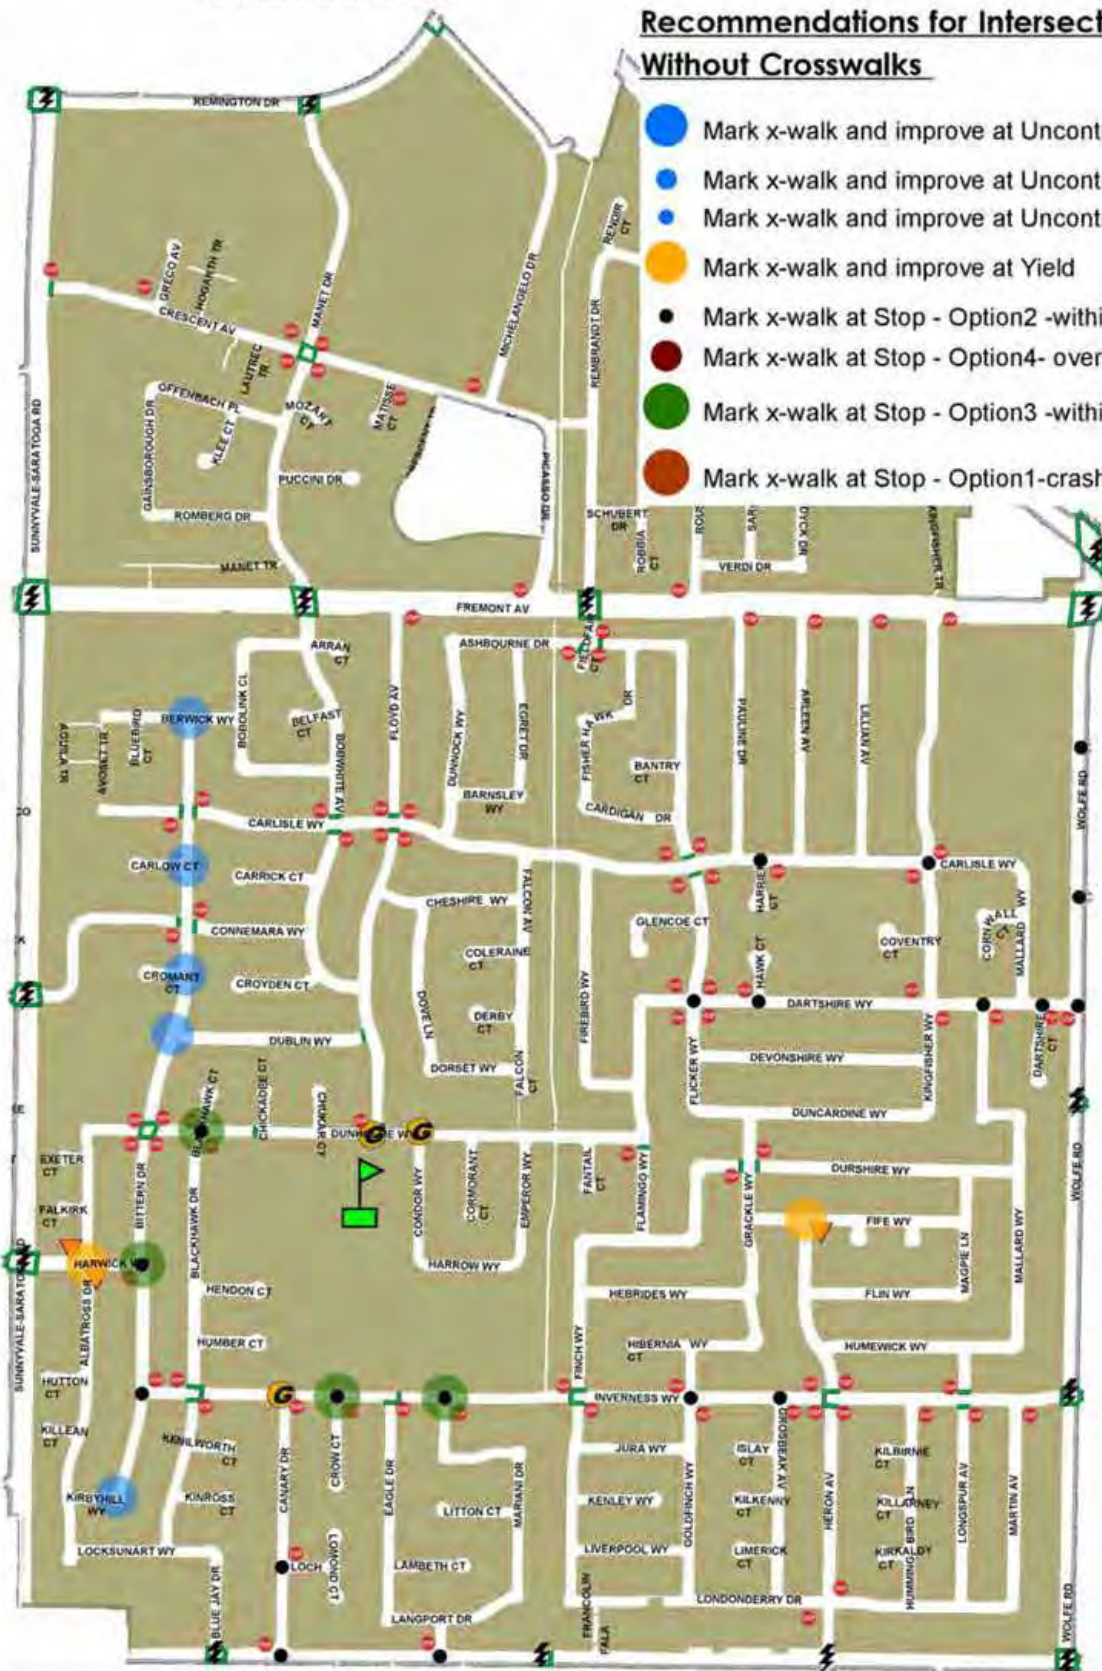 Recommendations for Intersect
Without Crosswalks
Mark x-walk and improve at Uncont
Mark x-walk and improve at Uncont
Mark x-walk and improve at Uncont
Mark x-walk and improve at Yield
Mark x-walk at Stop - Option2 -withi
Mark x-walk at Stop - Option4- over
Mark x-walk at Stop - Option3 -withi
Mark x-walk at Stop - Option1-crash
REMINGTON DR
RENOIR
CT
GRECO AV
HOGARTH TR
MANET DR
MICHELANGELO DR
REMBRANDT DR
CRESCENT AV
LAUTREC
TR
OFFENBACH PL
MOZART
CT
MATISSE
CT
SUNNYVALE-SARATOGA RD
GAINSBOROUGH DR
KLEE CT
PUCCINI DR
PICASSO DR
ROMBERG DR
SCHUBERT
DR
ROBBIA
CT
VERDI DR
DYCK DR
KINGFISHER TR
MANET TR
FREMONT AV
ARRAN
CT
ASHBOURNE DR
FIELDFAIR
CT
BERWICK WY
BOBOLINK CL
BELFAST
CT
FLOYD AV
DUNNOCK WY
EGRET DR
FISHER HAWK
DR
PAULINE DR
ARLEEN AV
LILLIAN AV
AQUILA TR
AVOSET TR
BLUEBIRD
CT
BOBWHITE AV
BANTRY
CT
WOLFE RD
BARNSLEY
WY
CARDIGAN DR
CARLISLE WY
CARLOW CT
CARRICK CT
CARLISLE WY
FALCON AV
HARRIER
CT
CHESHIRE WY
GLENCOE CT
CORNWALL
CT
MALLARD WY
CONNEMARA WY
COLERAINE
CT
HAWK CT
COVENTRY
CT
CROMANT
CT
CROYDEN CT
DOVE LN
FIREBIRD WY
DARTSHIRE WY
DERBY
CT
DUBLIN WY
FLICKER WY
KINGFISHER WY
DARTSHIRE
CT
DORSET WY
FALCON
CT
DEVONSHIRE WY
BLACKHAWK CT
CHICKADEE CT
CHUKAR CT
DUNCARDINE WY
G
G
EXETER
CT
BITTERN DR
CONDOR WY
CORMORANT
CT
EMPEROR WY
FANTAIL
CT
FLAMINGO WY
GRACKLE WY
DURSHIRE WY
WOLFE RD
FALKIRK
CT
BLACKHAWK DR
FIFE WY
MAGPIE LN
MALLARD WY
HARWICK
HARROW WY
ALBATROSS DR
HENDON CT
HEBRIDES WY
FLIN WY
SUNNYVALE-SARATOGA RD
HUMBER CT
FINCH WY
HIBERNIA WY
CT
HUMEWICK WY
HUTTON
CT
G
INVERNESS WY
KILLEAN
CT
KENILWORTH
CT
CANARY DR
CROW CT
EAGLE DR
MARIANI DR
JURA WY
GOLDFINCH WY
ISLAY
CT
GROSBEAK AV
HERON AV
KILBIRNIE
CT
LONGSPUR AV
MARTIN AV
KIRBYHILL
WY
KINROSS
CT
LITTON CT
KENLEY WY
KILKENNY
CT
KILLARNEY
CT
HUMMINGBIRD LN
LOCKSUNART WY
LOCH
LOMOND CT
LAMBETH CT
LIVERPOOL WY
LIMERICK
CT
KIRKALDY
CT
BLUE JAY DR
LANGPORT DR
FRANCOLIN
FALA
LONDONDERRY DR
WOLFE RD